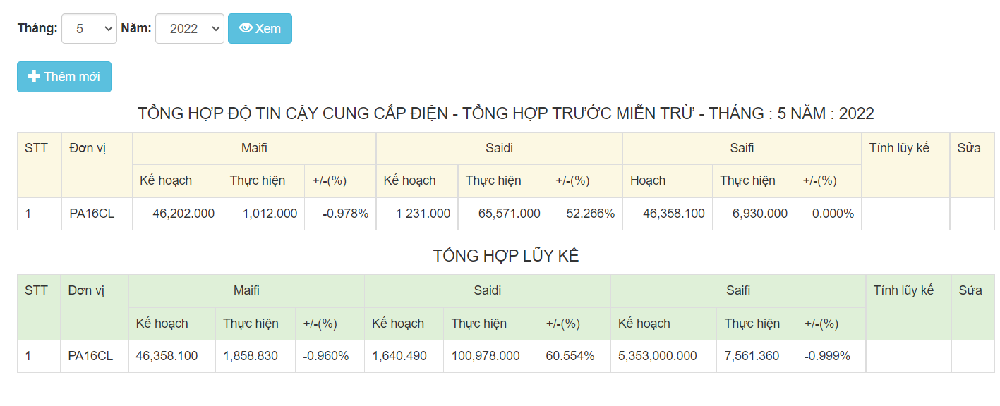 Tháng: 5 Năm: 2022 Xem
Thêm mới
TỔNG HỢP ĐỘ TIN CẬY CUNG CẤP ĐIỆN - TỔNG HỢP TRƯỚC MIỄN TRỪ - THÁNG : 5 NĂM : 2022
STT Đơn vị Maifi Saidi Saifi Tính lũy kế Sửa
Kế hoạch Thực hiện +/-(%) Kế hoạch Thực hiện +/-(%) Hoạch Thực hiện +/-(%)
1 PA16CL 46,202.000 1,012.000 -0.978% 1 231.000 65,571.000 52.266% 46,358.100 6,930.000 0.000%
TỔNG HỢP LŨY KẾ
STT Đơn vị Maifi Saidi Saifi Tính lũy kế Sửa
Kế hoạch Thực hiện +/-(%) Kế hoạch Thực hiện +/-(%) Kế hoạch Thực hiện +/-(%)
1 PA16CL 46,358.100 1,858.830 -0.960% 1,640.490 100,978.000 60.554% 5,353,000.000 7,561.360 -0.999%